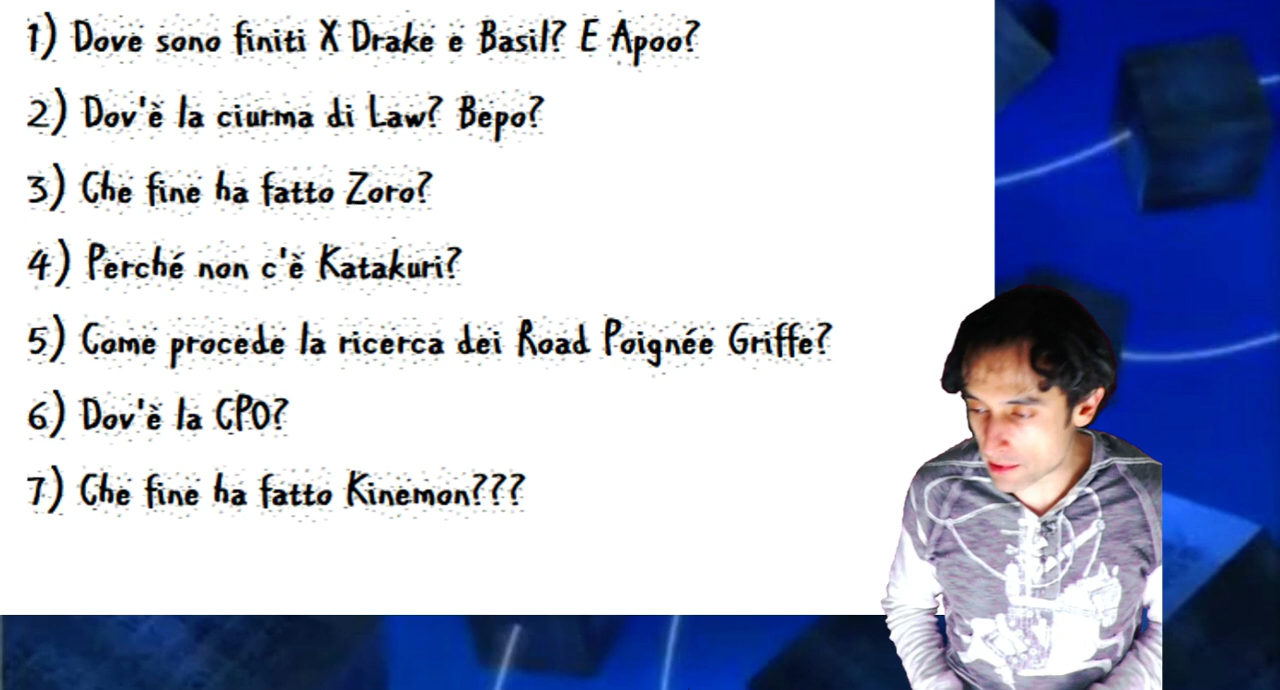 1) Dove sono finiti X Drake e Basil? E Apoo?
2) Dov'è la ciurma di Law? Bepo?
3) Che fine ha fatto Zoro?
4) Perché non c'è Katakuri?
5) Come procede la ricerca dei Road Poignée Griffe?
6) Dov'è la CPO?
7) Che fine ha fatto Kinemon???